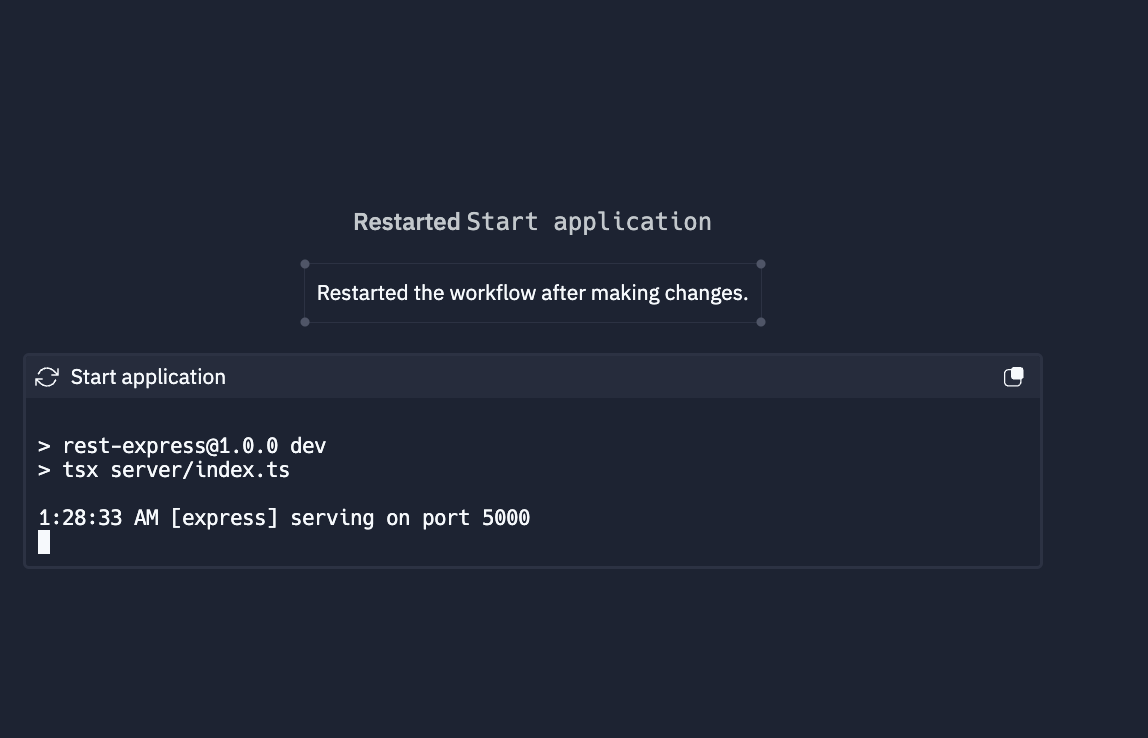 Restarted Start application
Restarted the workflow after making changes.
Start application
> rest-express@1.0.0 dev
> tsx server/index.ts
1:28:33 AM [express] serving on port 5000